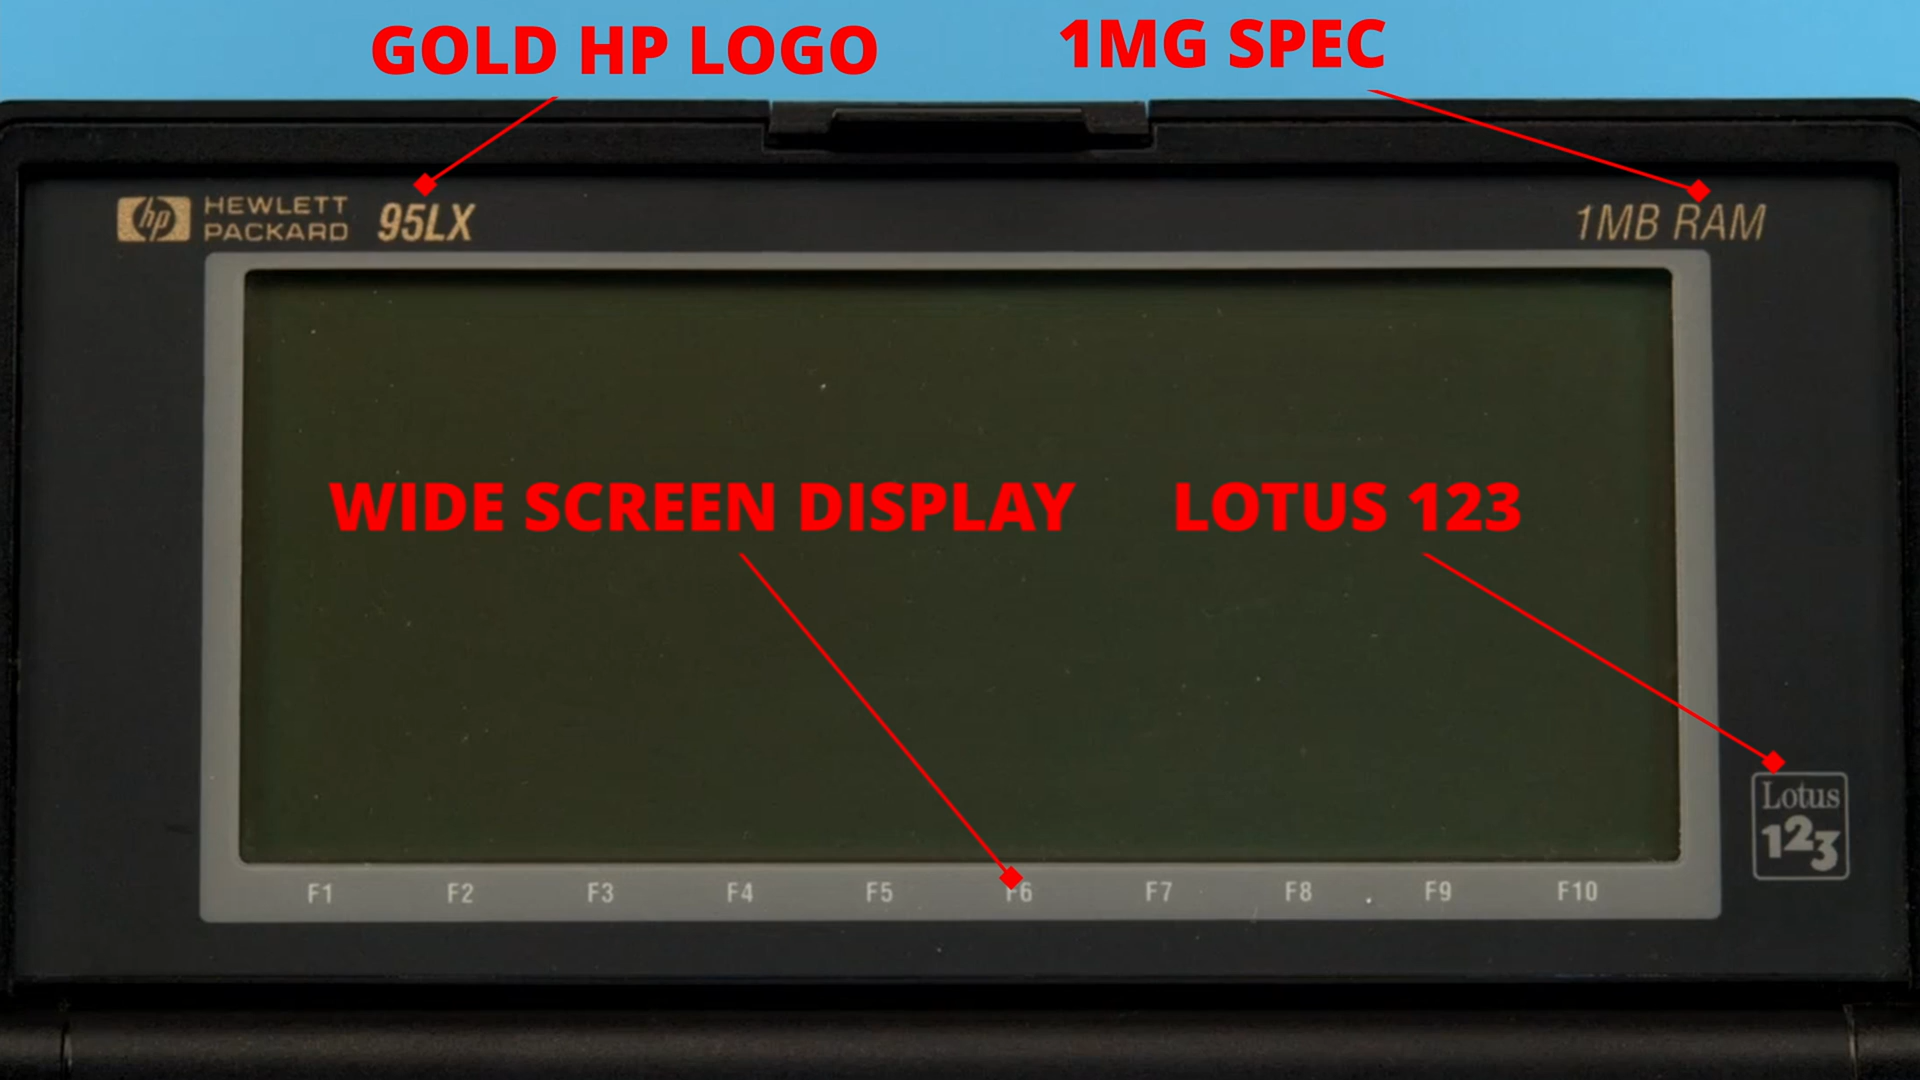 GOLD HP LOGO
1MG SPEC
hp HEWLETT PACKARD 95LX
1MB RAM
WIDE SCREEN DISPLAY
LOTUS 123
Lotus
123
F1 F2 F3 F4 F5 F6 F7 F8 F9 F10